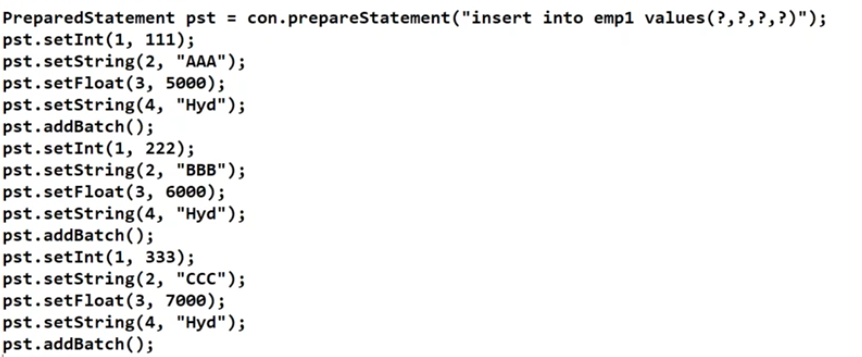 PreparedStatement pst = con.prepareStatement("insert into emp1 values(?,?,?,?)");
pst.setInt(1, 111);
pst.setString(2, "AAA");
pst.setFloat(3, 5000);
pst.setString(4, "Hyd");
pst.addBatch();
pst.setInt(1, 222);
pst.setString(2, "BBB");
pst.setFloat(3, 6000);
pst.setString(4, "Hyd");
pst.addBatch();
pst.setInt(1, 333);
pst.setString(2, "CCC");
pst.setFloat(3, 7000);
pst.setString(4, "Hyd");
pst.addBatch();